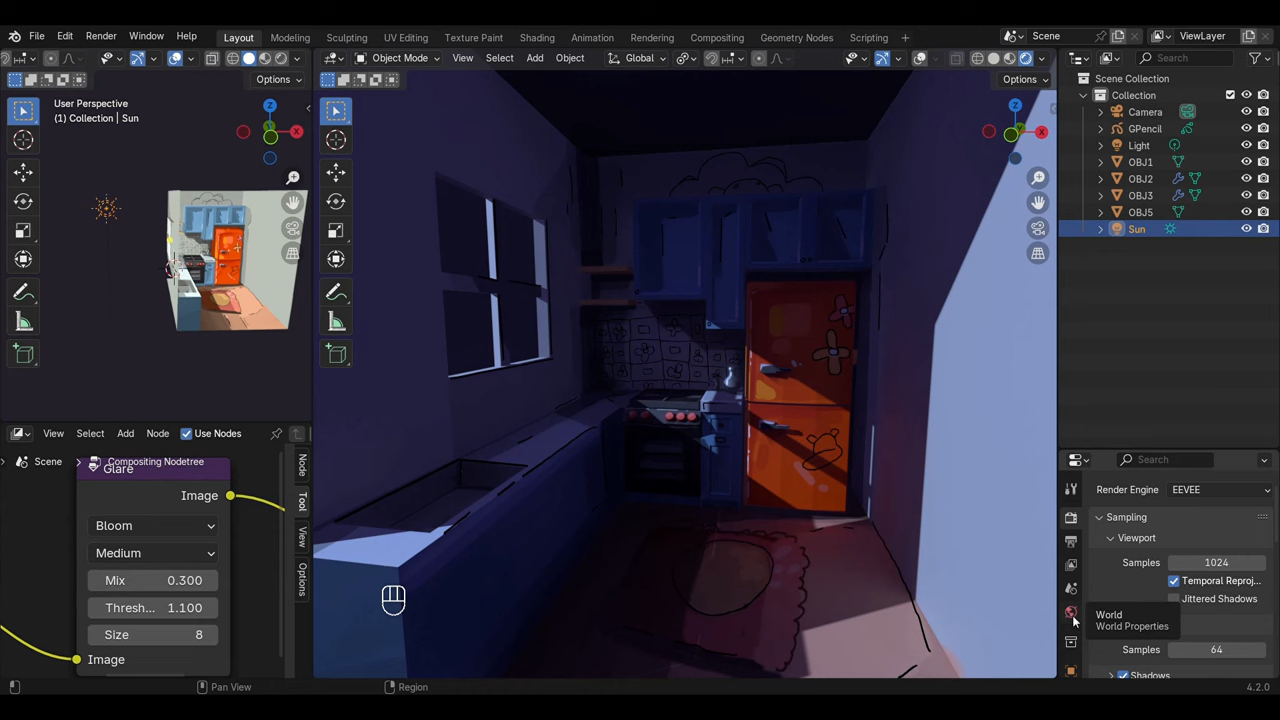 File Edit Render Window Help
Layout Modeling Sculpting UV Editing Texture Paint Shading Animation Rendering Compositing Geometry Nodes Scripting
Scene ViewLayer
Object Mode View Select Add Object Global
Search
Options
Options
User Perspective
(1) Collection | Sun
Z
X
Z
X
Scene Collection
Collection
Camera
GPencil
Light
OBJ1
OBJ2
OBJ3
OBJ5
Sun
View Select Add Node Use Nodes
Scene Compositing Nodetree
Glare
Image
Bloom
Medium
Mix 0.300
Thresh... 1.100
Size 8
Image
Node
Tool
View
Options
Search
Render Engine EEVEE
Sampling
Viewport
Samples 1024
Temporal Reproj...
Jittered Shadows
World
World Properties
Samples 64
Shadows
Pan View
Region
4.2.0